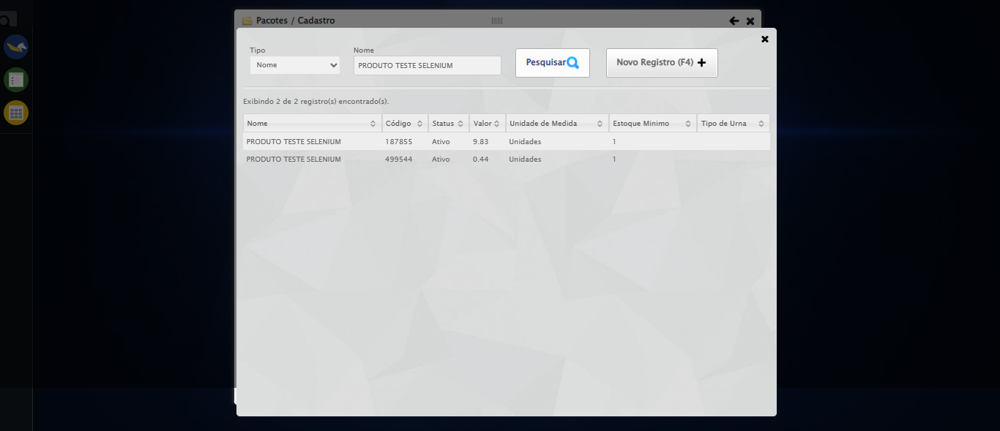 Pacotes / Cadastro
Tipo
Nome
Nome
PRODUTO TESTE SELENIUM
Pesquisar
Novo Registro (F4)
Exibindo 2 de 2 registro(s) encontrado(s).
Nome Código Status Valor Unidade de Medida Estoque Minimo Tipo de Urna
PRODUTO TESTE SELENIUM 187855 Ativo 9.83 Unidades 1
PRODUTO TESTE SELENIUM 499544 Ativo 0.44 Unidades 1